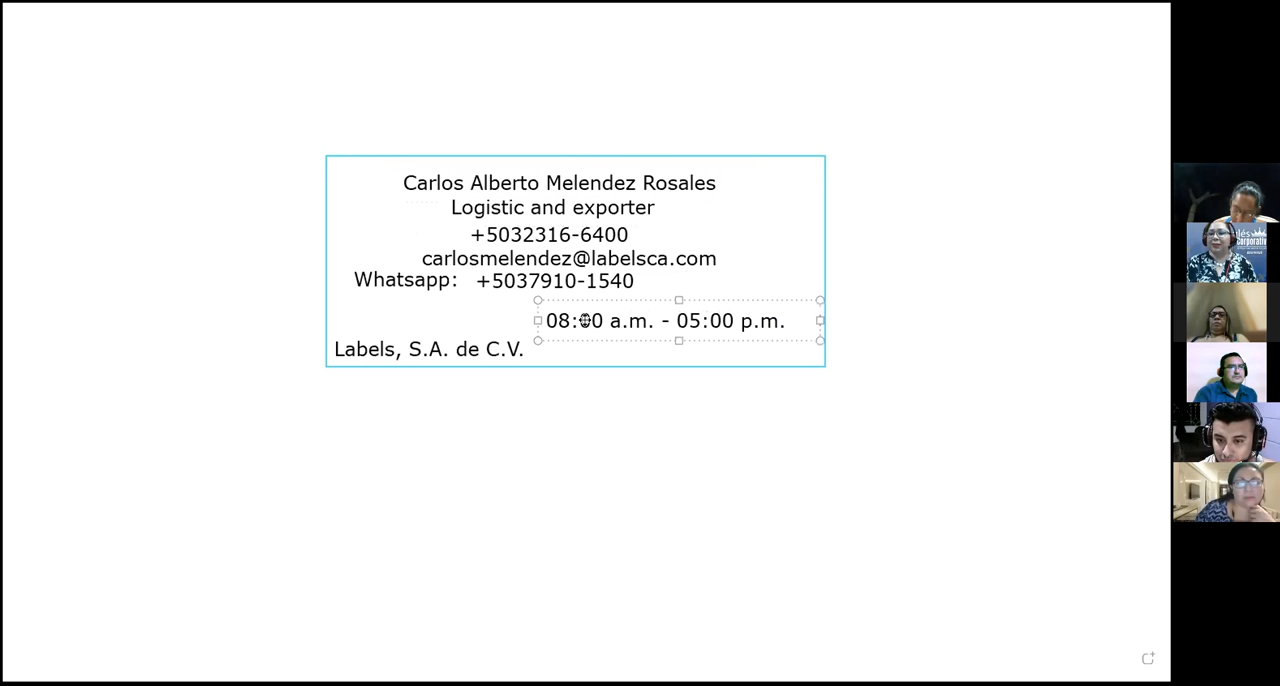 Carlos Alberto Melendez Rosales
Logistic and exporter
+5032316-6400
carlosmelendez@labelsca.com
Whatsapp: +5037910-1540
08:00 a.m. - 05:00 p.m.
Labels, S.A. de C.V.